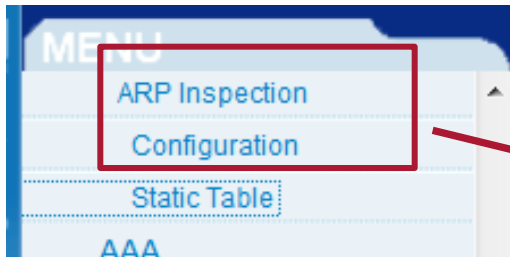 MENU
ARP Inspection
Configuration
Static Table
AAA